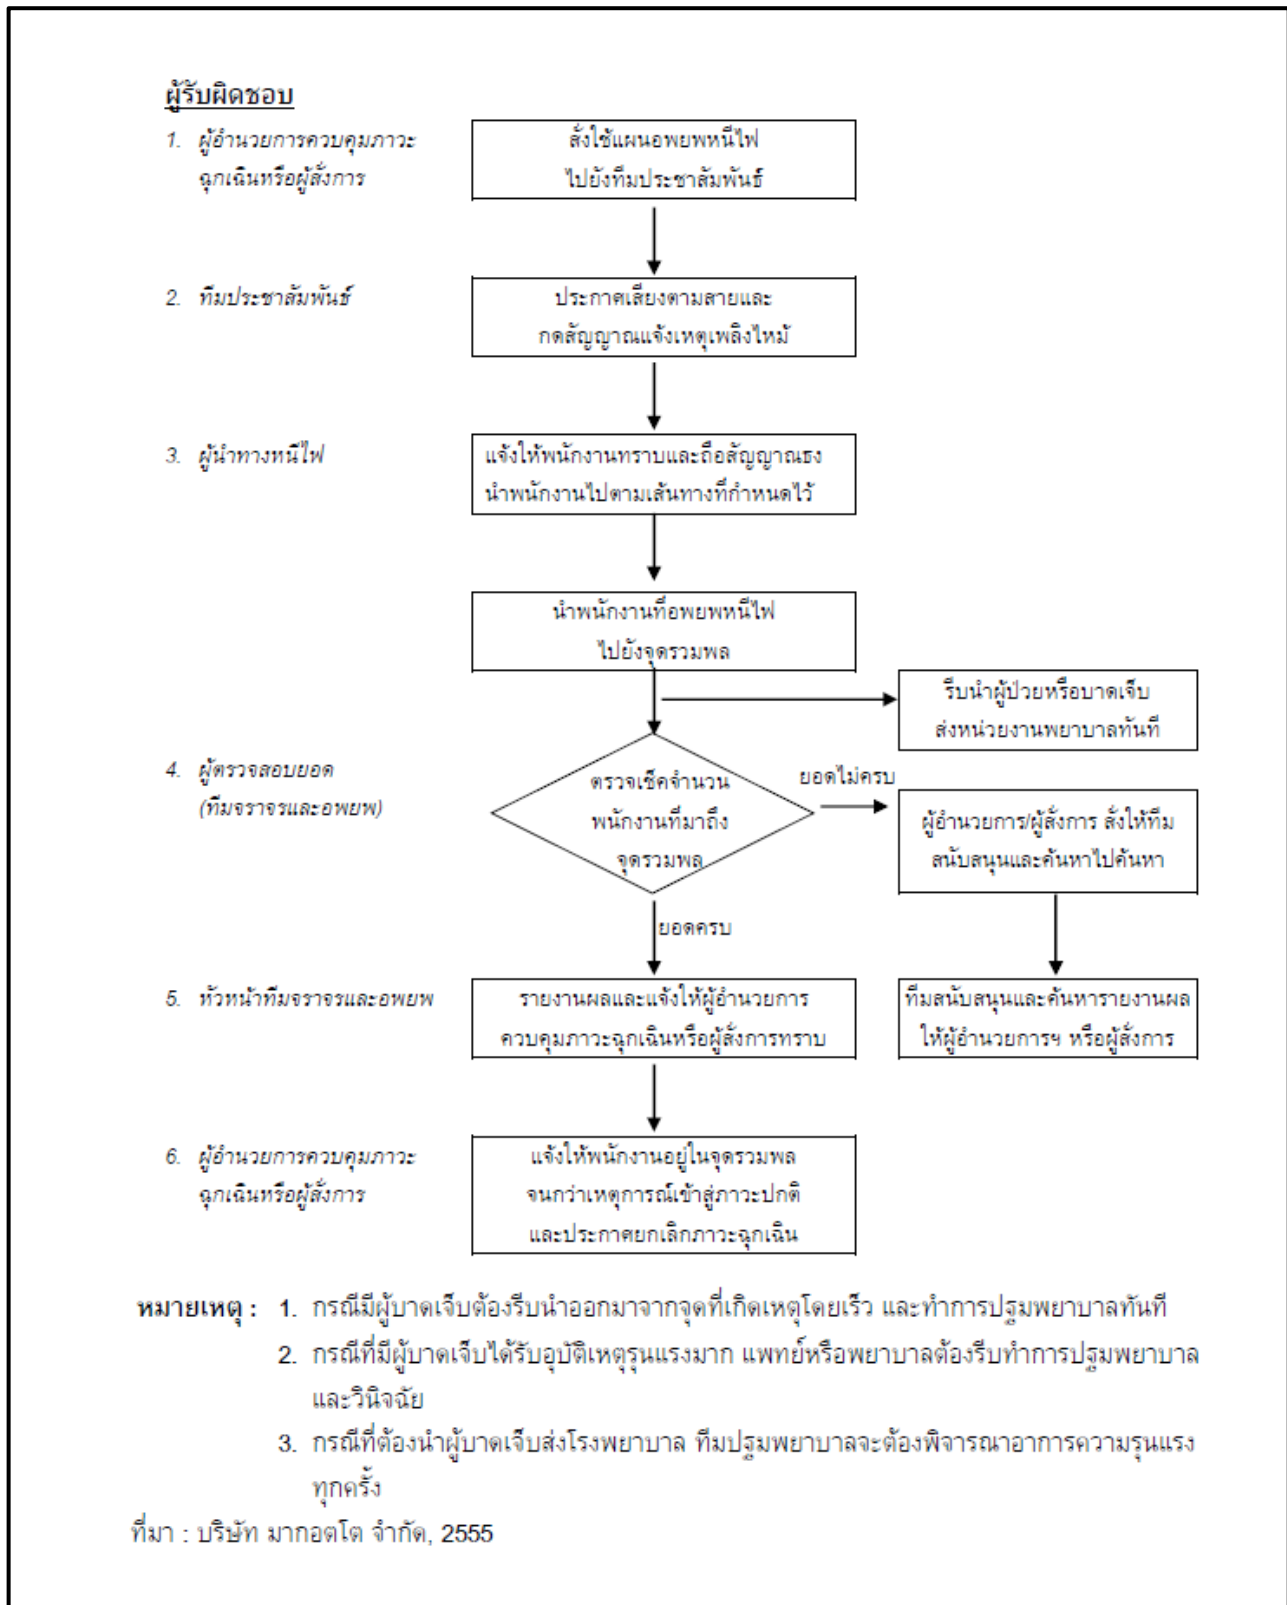 ผู้รับผิดชอบ
1. ผู้อำนวยการควบคุมภาวะ
ฉุกเฉินหรือผู้สั่งการ
สั่งใช้แผนอพยพหนีไฟ
ไปยังทีมประชาสัมพันธ์
2. ทีมประชาสัมพันธ์
ประกาศเสียงตามสายและ
กดสัญญาณแจ้งเหตุเพลิงไหม้
3. ผู้นำทางหนีไฟ
แจ้งให้พนักงานทราบและถือสัญญาณธง
นำพนักงานไปตามเส้นทางที่กำหนดไว้
นำพนักงานที่อพยพหนีไฟ
ไปยังจุดรวมพล
รีบนำผู้ป่วยหรือบาดเจ็บ
ส่งหน่วยงานพยาบาลทันที
4. ผู้ตรวจสอบยอด
(ทีมจราจรและอพยพ)
ตรวจเช็คจำนวน
พนักงานที่มาถึง
จุดรวมพล
ยอดไม่ครบ
ผู้อำนวยการ/ผู้สั่งการ สั่งให้ทีม
สนับสนุนและค้นหาไปค้นหา
ยอดครบ
5. หัวหน้าทีมจราจรและอพยพ
รายงานผลและแจ้งให้ผู้อำนวยการ
ควบคุมภาวะฉุกเฉินหรือผู้สั่งการทราบ
ทีมสนับสนุนและค้นหารายงานผล
ให้ผู้อำนวยการฯ หรือผู้สั่งการ
6. ผู้อำนวยการควบคุมภาวะ
ฉุกเฉินหรือผู้สั่งการ
แจ้งให้พนักงานอยู่ในจุดรวมพล
จนกว่าเหตุการณ์เข้าสู่ภาวะปกติ
และประกาศยกเลิกภาวะฉุกเฉิน
หมายเหตุ : 1. กรณีมีผู้บาดเจ็บต้องรีบนำออกมาจากจุดที่เกิดเหตุโดยเร็ว และทำการปฐมพยาบาลทันที
2. กรณีที่มีผู้บาดเจ็บได้รับอุบัติเหตุรุนแรงมาก แพทย์หรือพยาบาลต้องรีบทำการปฐมพยาบาล
และวินิจฉัย
3. กรณีที่ต้องนำผู้บาดเจ็บส่งโรงพยาบาล ทีมปฐมพยาบาลจะต้องพิจารณาอาการความรุนแรง
ทุกครั้ง
ที่มา : บริษัท มากอตโต จำกัด, 2555